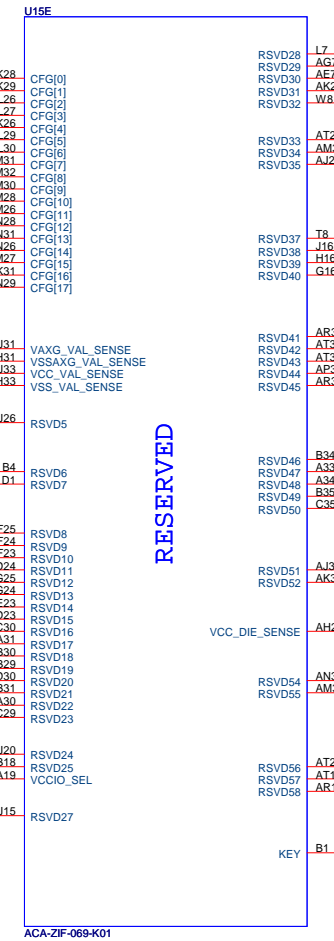 U15E
CFG[0]
CFG[1]
CFG[2]
CFG[3]
CFG[4]
CFG[5]
CFG[6]
CFG[7]
CFG[8]
CFG[9]
CFG[10]
CFG[11]
CFG[12]
CFG[13]
CFG[14]
CFG[15]
CFG[16]
CFG[17]
VAXG_VAL_SENSE
VSSAXG_VAL_SENSE
VCC_VAL_SENSE
VSS_VAL_SENSE
RSVD5
B4 RSVD6
D1 RSVD7
RSVD8
RSVD9
RSVD10
RSVD11
RSVD12
RSVD13
RSVD14
RSVD15
RSVD16
RSVD17
RSVD18
RSVD19
RSVD20
RSVD21
RSVD22
RSVD23
RSVD24
RSVD25
VCCIO_SEL
RSVD27
RESERVED
RSVD28 L7
RSVD29
RSVD30
RSVD31
RSVD32 W8
RSVD33
RSVD34
RSVD35
RSVD37 T8
RSVD38 J16
RSVD39 H16
RSVD40 G16
RSVD41
RSVD42
RSVD43
RSVD44
RSVD45
RSVD46 B34
RSVD47 A33
RSVD48 A34
RSVD49 B35
RSVD50 C35
RSVD51
RSVD52
VCC_DIE_SENSE
RSVD54
RSVD55
RSVD56
RSVD57
RSVD58
KEY B1
ACA-ZIF-069-K01